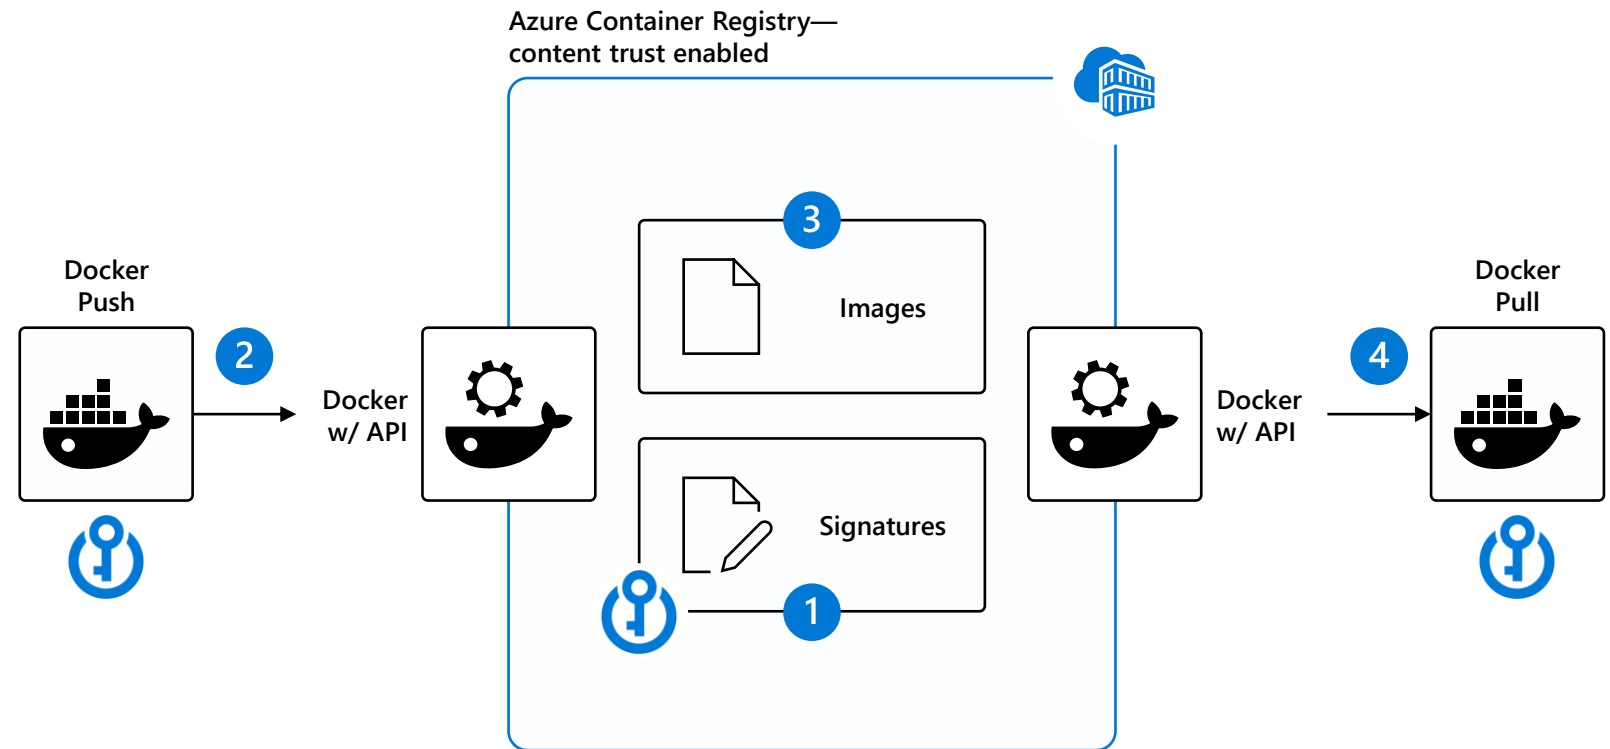 Azure Container Registry—
content trust enabled
3
Images
Docker
Push
2
Docker
w/ API
Signatures
1
Docker
w/ API
4
Docker
Pull